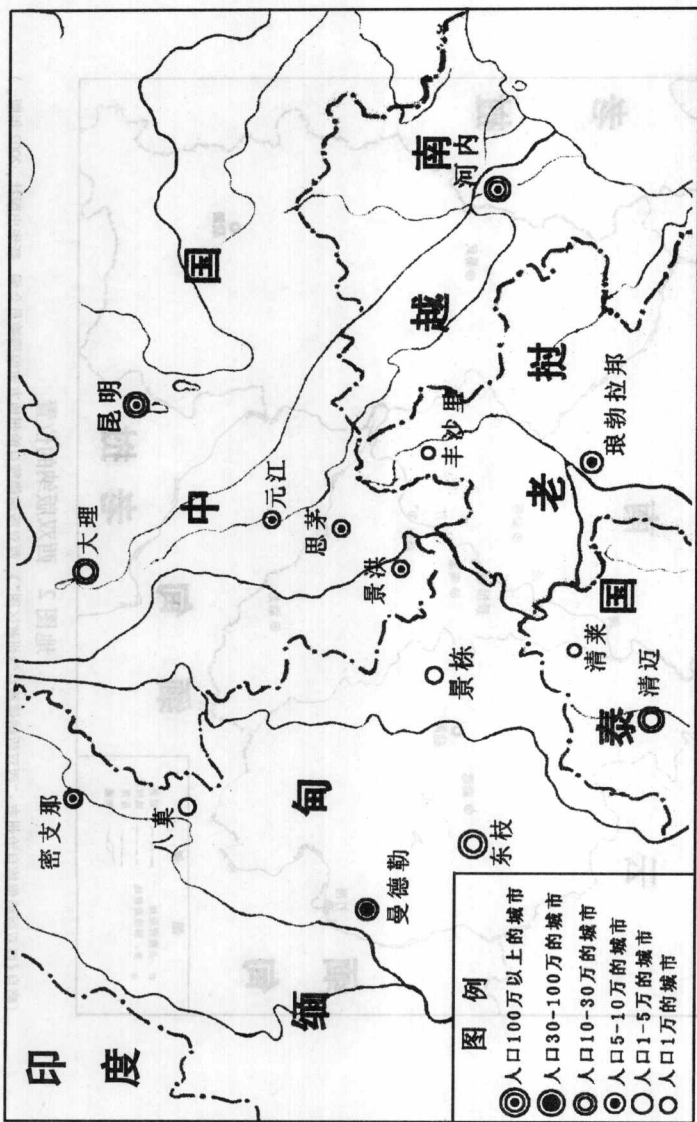 印度
缅甸
中国
越南
老挝
泰国
密支那
八莫
曼德勒
东枝
大理
昆明
元江
思茅
景洪
景栋
丰沙里
河内
琅勃拉邦
清莱
清迈
图例
人口100万以上的城市
人口30-100万的城市
人口10-30万的城市
人口5-10万的城市
人口1-5万的城市
人口1万的城市